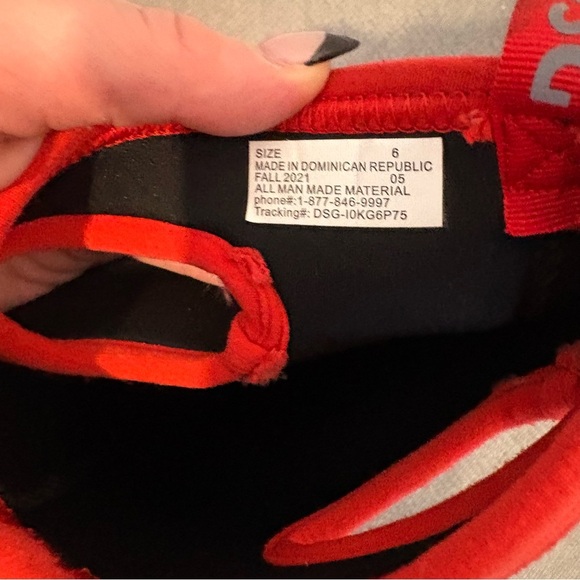 DS
SIZE 6
MADE IN DOMINICAN REPUBLIC
FALL 2021 05
ALL MAN MADE MATERIAL
phone#:1-877-846-9997
Tracking#: DSG-I0KG6P75